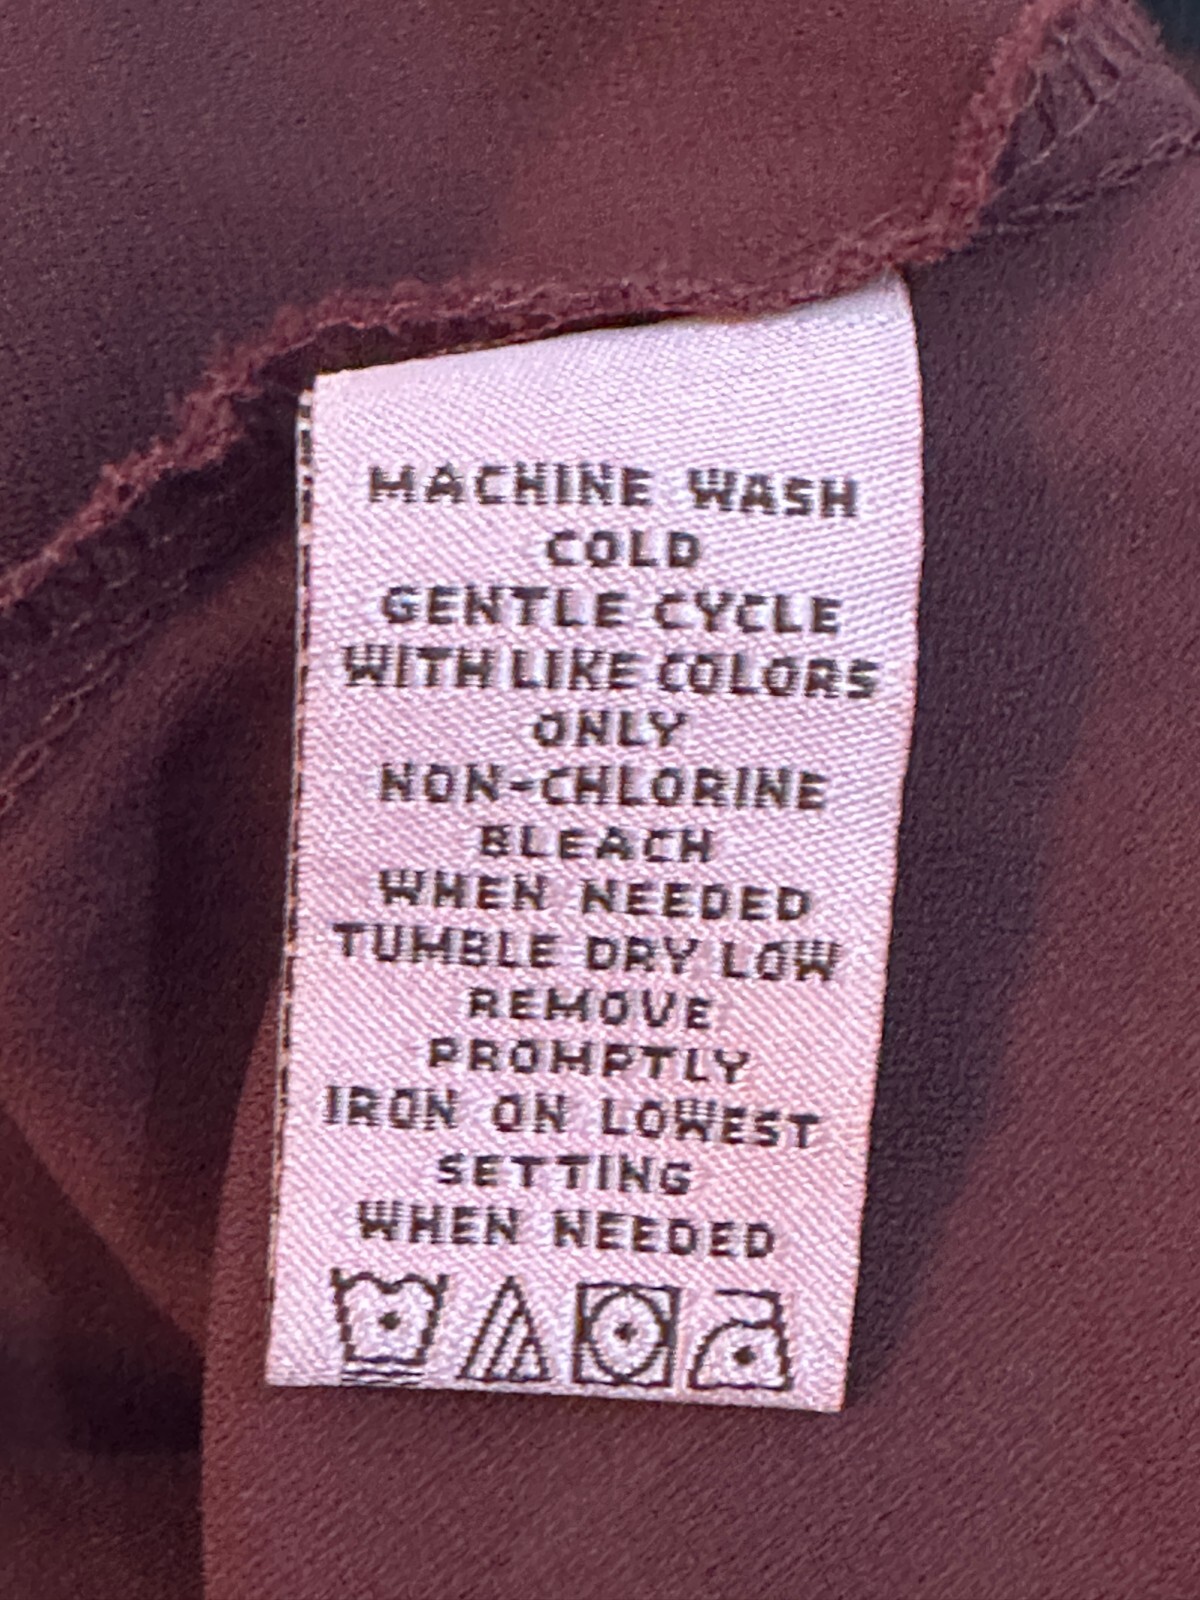 MACHINE WASH
COLD
GENTLE CYCLE
WITH LIKE COLORS
ONLY
NON-CHLORINE
BLEACH
WHEN NEEDED
TUMBLE DRY LOW
REMOVE
PROMPTLY
IRON ON LOWEST
SETTING
WHEN NEEDED